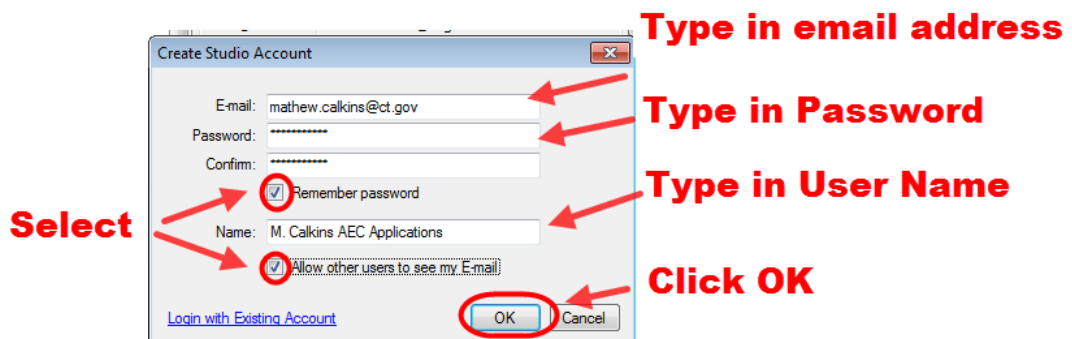 Type in email address
Create Studio Account
E-mail: mathew.calkins@ct.gov
Type in Password
Password: ***********
Confirm: ***********
Remember password
Type in User Name
Select
Name: M. Calkins AEC Applications
Allow other users to see my E-mail
Click OK
Login with Existing Account
OK
Cancel